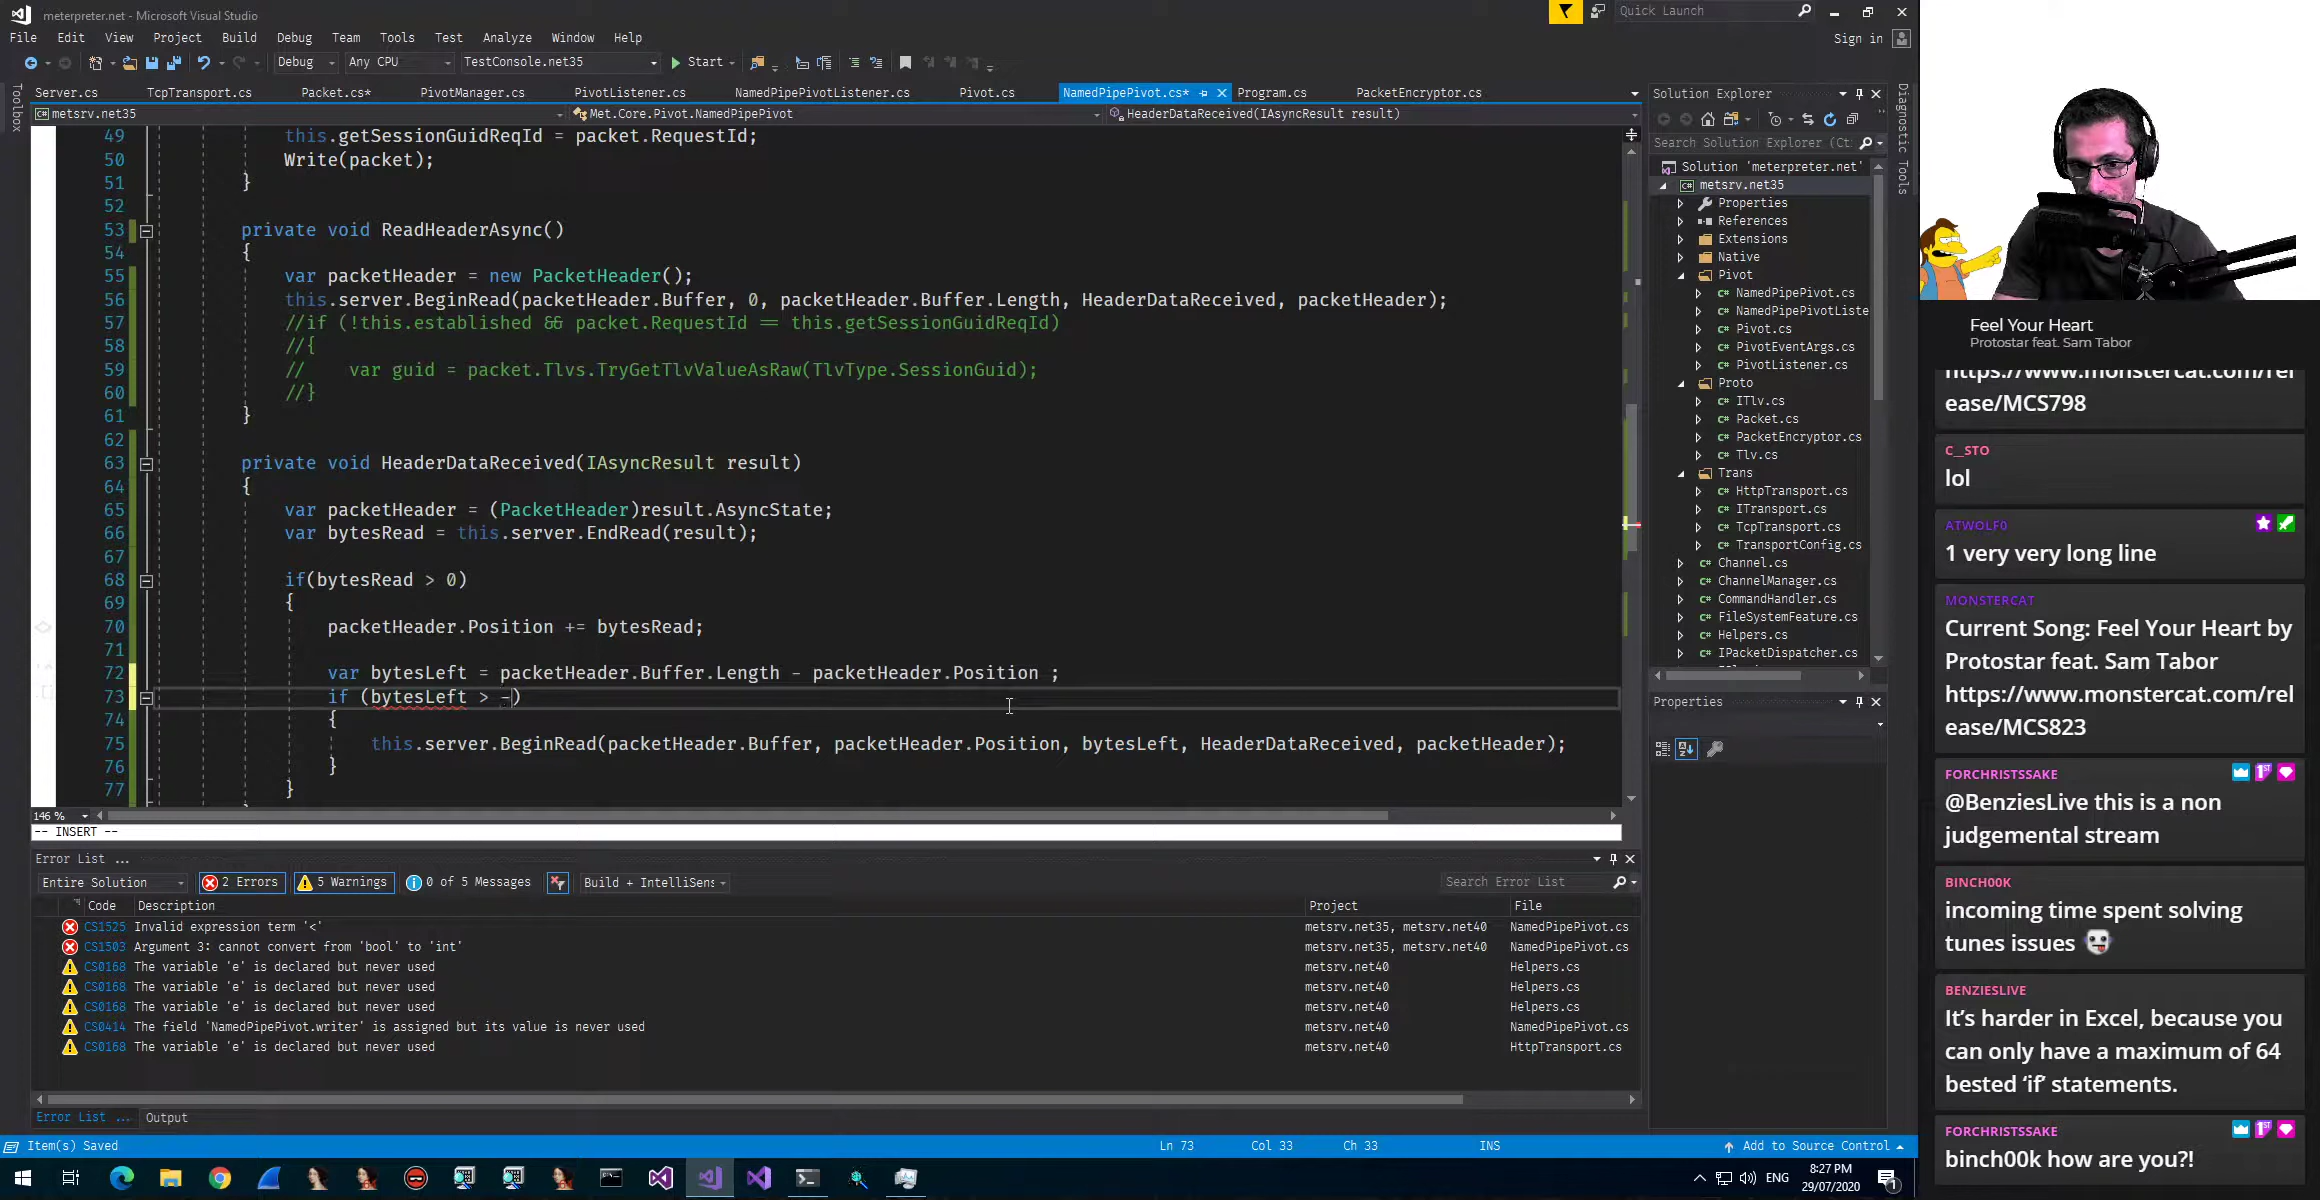 meterpreter.net - Microsoft Visual Studio
Quick Launch
File Edit View Project Build Debug Team Tools Test Analyze Window Help
Sign in
Debug Any CPU TestConsole.net35 Start
Toolbox
Server.cs TcpTransport.cs Packet.cs* PivotManager.cs PivotListener.cs NamedPipePivotListener.cs Pivot.cs NamedPipePivot.cs* Program.cs PacketEncryptor.cs
metsrv.net35 Met.Core.Pivot.NamedPipePivot HeaderDataReceived(IAsyncResult result)
49 this.getSessionGuidReqId = packet.RequestId;
50 Write(packet);
51 }
52
53 private void ReadHeaderAsync()
54 {
55 var packetHeader = new PacketHeader();
56 this.server.BeginRead(packetHeader.Buffer, 0, packetHeader.Buffer.Length, HeaderDataReceived, packetHeader);
57 //if (!this.established && packet.RequestId == this.getSessionGuidReqId)
58 //{
59 // var guid = packet.Tlvs.TryGetTlvValueAsRaw(TlvType.SessionGuid);
60 //}
61 }
62
63 private void HeaderDataReceived(IAsyncResult result)
64 {
65 var packetHeader = (PacketHeader)result.AsyncState;
66 var bytesRead = this.server.EndRead(result);
67
68 if(bytesRead > 0)
69 {
70 packetHeader.Position += bytesRead;
71
72 var bytesLeft = packetHeader.Buffer.Length - packetHeader.Position ;
73 if (bytesLeft > -)
74 {
75 this.server.BeginRead(packetHeader.Buffer, packetHeader.Position, bytesLeft, HeaderDataReceived, packetHeader);
76 }
77 }
146 %
-- INSERT --
Error List ...
Entire Solution 2 Errors 5 Warnings 0 of 5 Messages Build + IntelliSens Search Error List
Code Description Project File
CS1525 Invalid expression term '<' metsrv.net35, metsrv.net40 NamedPipePivot.cs
CS1503 Argument 3: cannot convert from 'bool' to 'int' metsrv.net35, metsrv.net40 NamedPipePivot.cs
CS0168 The variable 'e' is declared but never used metsrv.net40 Helpers.cs
CS0168 The variable 'e' is declared but never used metsrv.net40 Helpers.cs
CS0168 The variable 'e' is declared but never used metsrv.net40 Helpers.cs
CS0414 The field 'NamedPipePivot.writer' is assigned but its value is never used metsrv.net40 NamedPipePivot.cs
CS0168 The variable 'e' is declared but never used metsrv.net40 HttpTransport.cs
Error List ... Output
Item(s) Saved Ln 73 Col 33 Ch 33 INS Add to Source Control
Solution Explorer
Search Solution Explorer (Ct
Solution 'meterpreter.net'
metsrv.net35
Properties
References
Extensions
Native
Pivot
NamedPipePivot.cs
NamedPipePivotListe
Pivot.cs
PivotEventArgs.cs
PivotListener.cs
Proto
ITlv.cs
Packet.cs
PacketEncryptor.cs
Tlv.cs
Trans
HttpTransport.cs
ITransport.cs
TcpTransport.cs
TransportConfig.cs
Channel.cs
ChannelManager.cs
CommandHandler.cs
FileSystemFeature.cs
Helpers.cs
IPacketDispatcher.cs
Properties
Diagnostic Tools
ENG
8:27 PM
29/07/2020
1
Feel Your Heart
Protostar feat. Sam Tabor
https://www.monstercat.com/rel
ease/MCS798
C__STO
lol
ATWOLF0
1 very very long line
MONSTERCAT
Current Song: Feel Your Heart by
Protostar feat. Sam Tabor
https://www.monstercat.com/rel
ease/MCS823
FORCHRISTSSAKE
@BenziesLive this is a non
judgemental stream
BINCH00K
incoming time spent solving
tunes issues
BENZIESLIVE
It's harder in Excel, because you
can only have a maximum of 64
bested 'if' statements.
FORCHRISTSSAKE
binch00k how are you?!